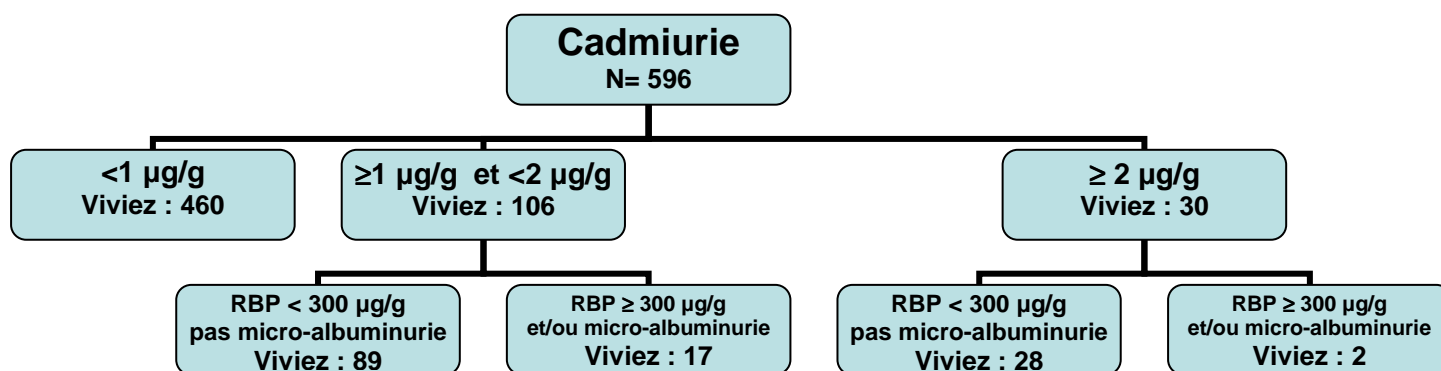 Cadmiurie
N= 596
<1 µg/g
Viviez : 460
≥1 µg/g et <2 µg/g
Viviez : 106
≥ 2 µg/g
Viviez : 30
RBP < 300 µg/g
pas micro-albuminurie
Viviez : 89
RBP ≥ 300 µg/g
et/ou micro-albuminurie
Viviez : 17
RBP < 300 µg/g
pas micro-albuminurie
Viviez : 28
RBP ≥ 300 µg/g
et/ou micro-albuminurie
Viviez : 2